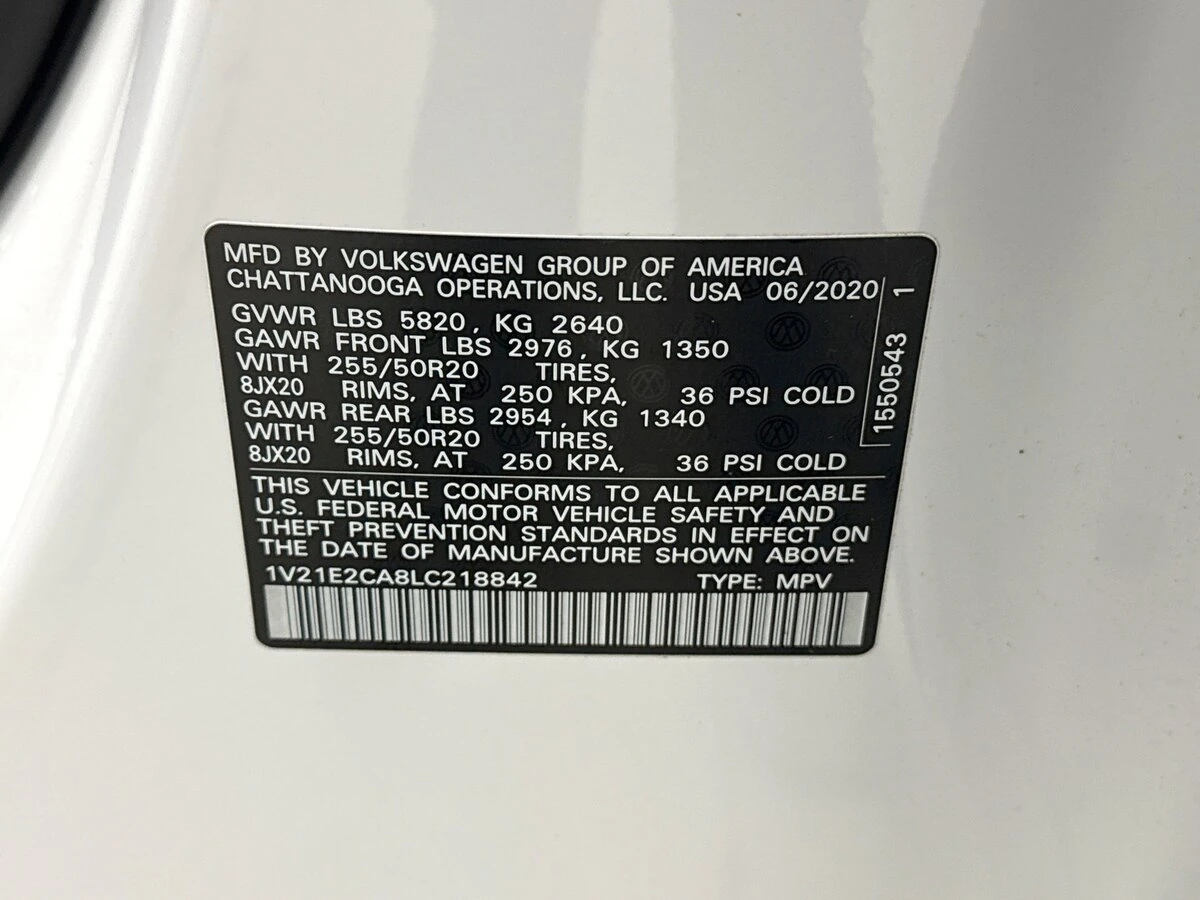 MFD BY VOLKSWAGEN GROUP OF AMERICA
CHATTANOOGA OPERATIONS, LLC. USA 06/2020
GVWR LBS 5820, KG 2640
GAWR FRONT LBS 2976, KG 1350
WITH 255/50R20 TIRES,
8JX20 RIMS, AT 250 KPA, 36 PSI COLD
GAWR REAR LBS 2954, KG 1340
WITH 255/50R20 TIRES,
8JX20 RIMS, AT 250 KPA, 36 PSI COLD
1550543 1
THIS VEHICLE CONFORMS TO ALL APPLICABLE
U.S. FEDERAL MOTOR VEHICLE SAFETY AND
THEFT PREVENTION STANDARDS IN EFFECT ON
THE DATE OF MANUFACTURE SHOWN ABOVE.
1V21E2CA8LC218842 TYPE: MPV